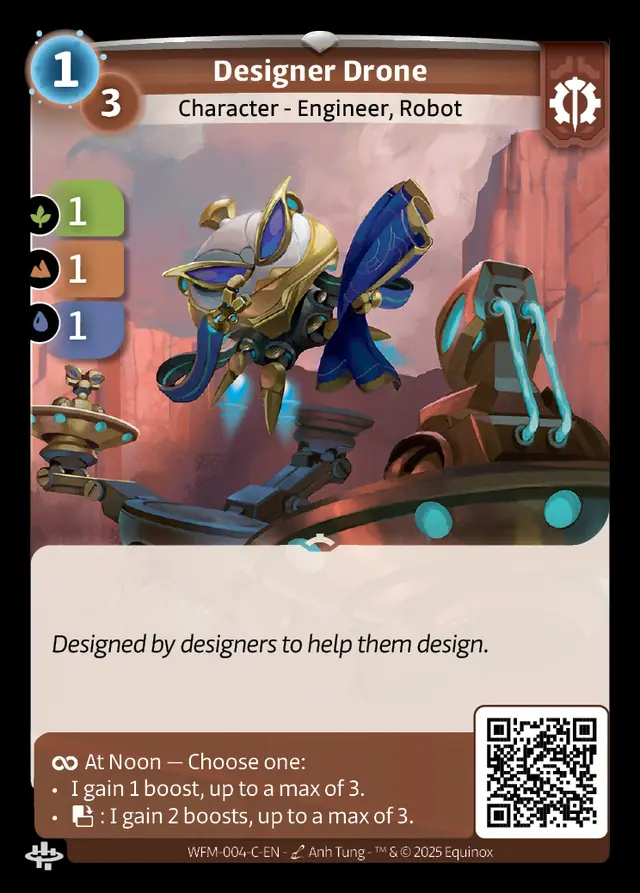 1
Designer Drone
3
Character - Engineer, Robot
1
1
1
Designed by designers to help them design.
∞ At Noon — Choose one:
• I gain 1 boost, up to a max of 3.
• : I gain 2 boosts, up to a max of 3.
WFM-004-C-EN - Anh Tung - ™ & © 2025 Equinox